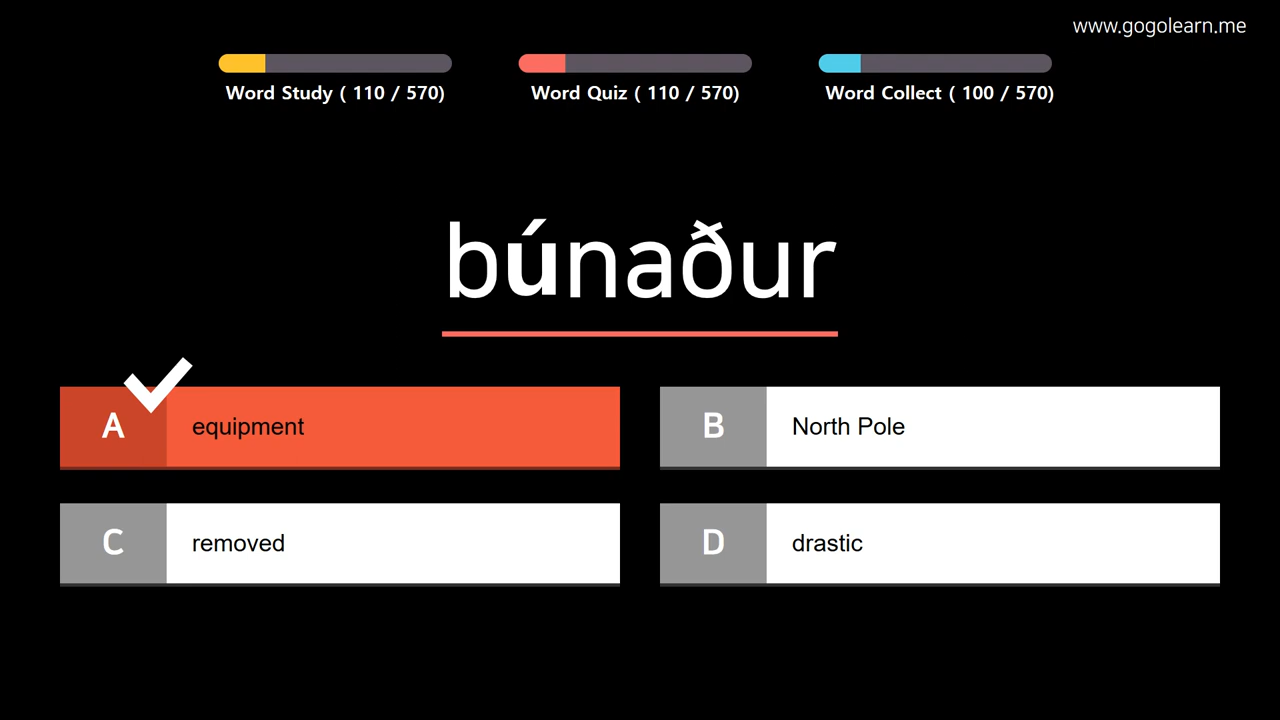 www.gogolearn.me
Word Study ( 110 / 570)
Word Quiz ( 110 / 570)
Word Collect ( 100 / 570)
búnaður
A equipment
B North Pole
C removed
D drastic